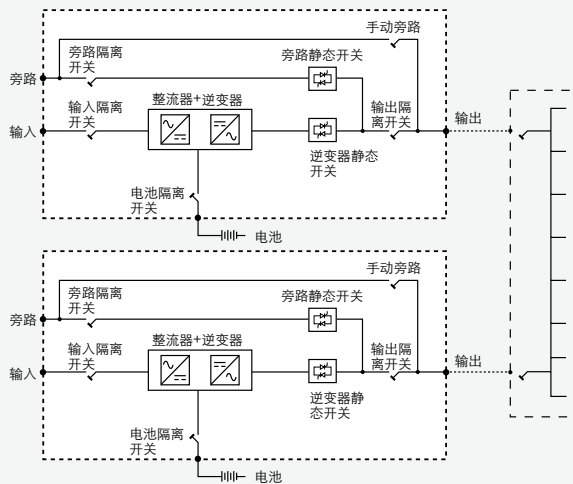 手动旁路
旁路隔离
开关
旁路静态开关
旁路
输入隔离
开关
整流器+逆变器
输出隔
离开关
输出
输入
逆变器静态
开关
电池隔离
开关
电池
手动旁路
旁路隔离
开关
旁路静态开关
旁路
输入隔离
开关
整流器+逆变器
输出隔
离开关
输出
输入
逆变器静
态开关
电池隔离
开关
电池